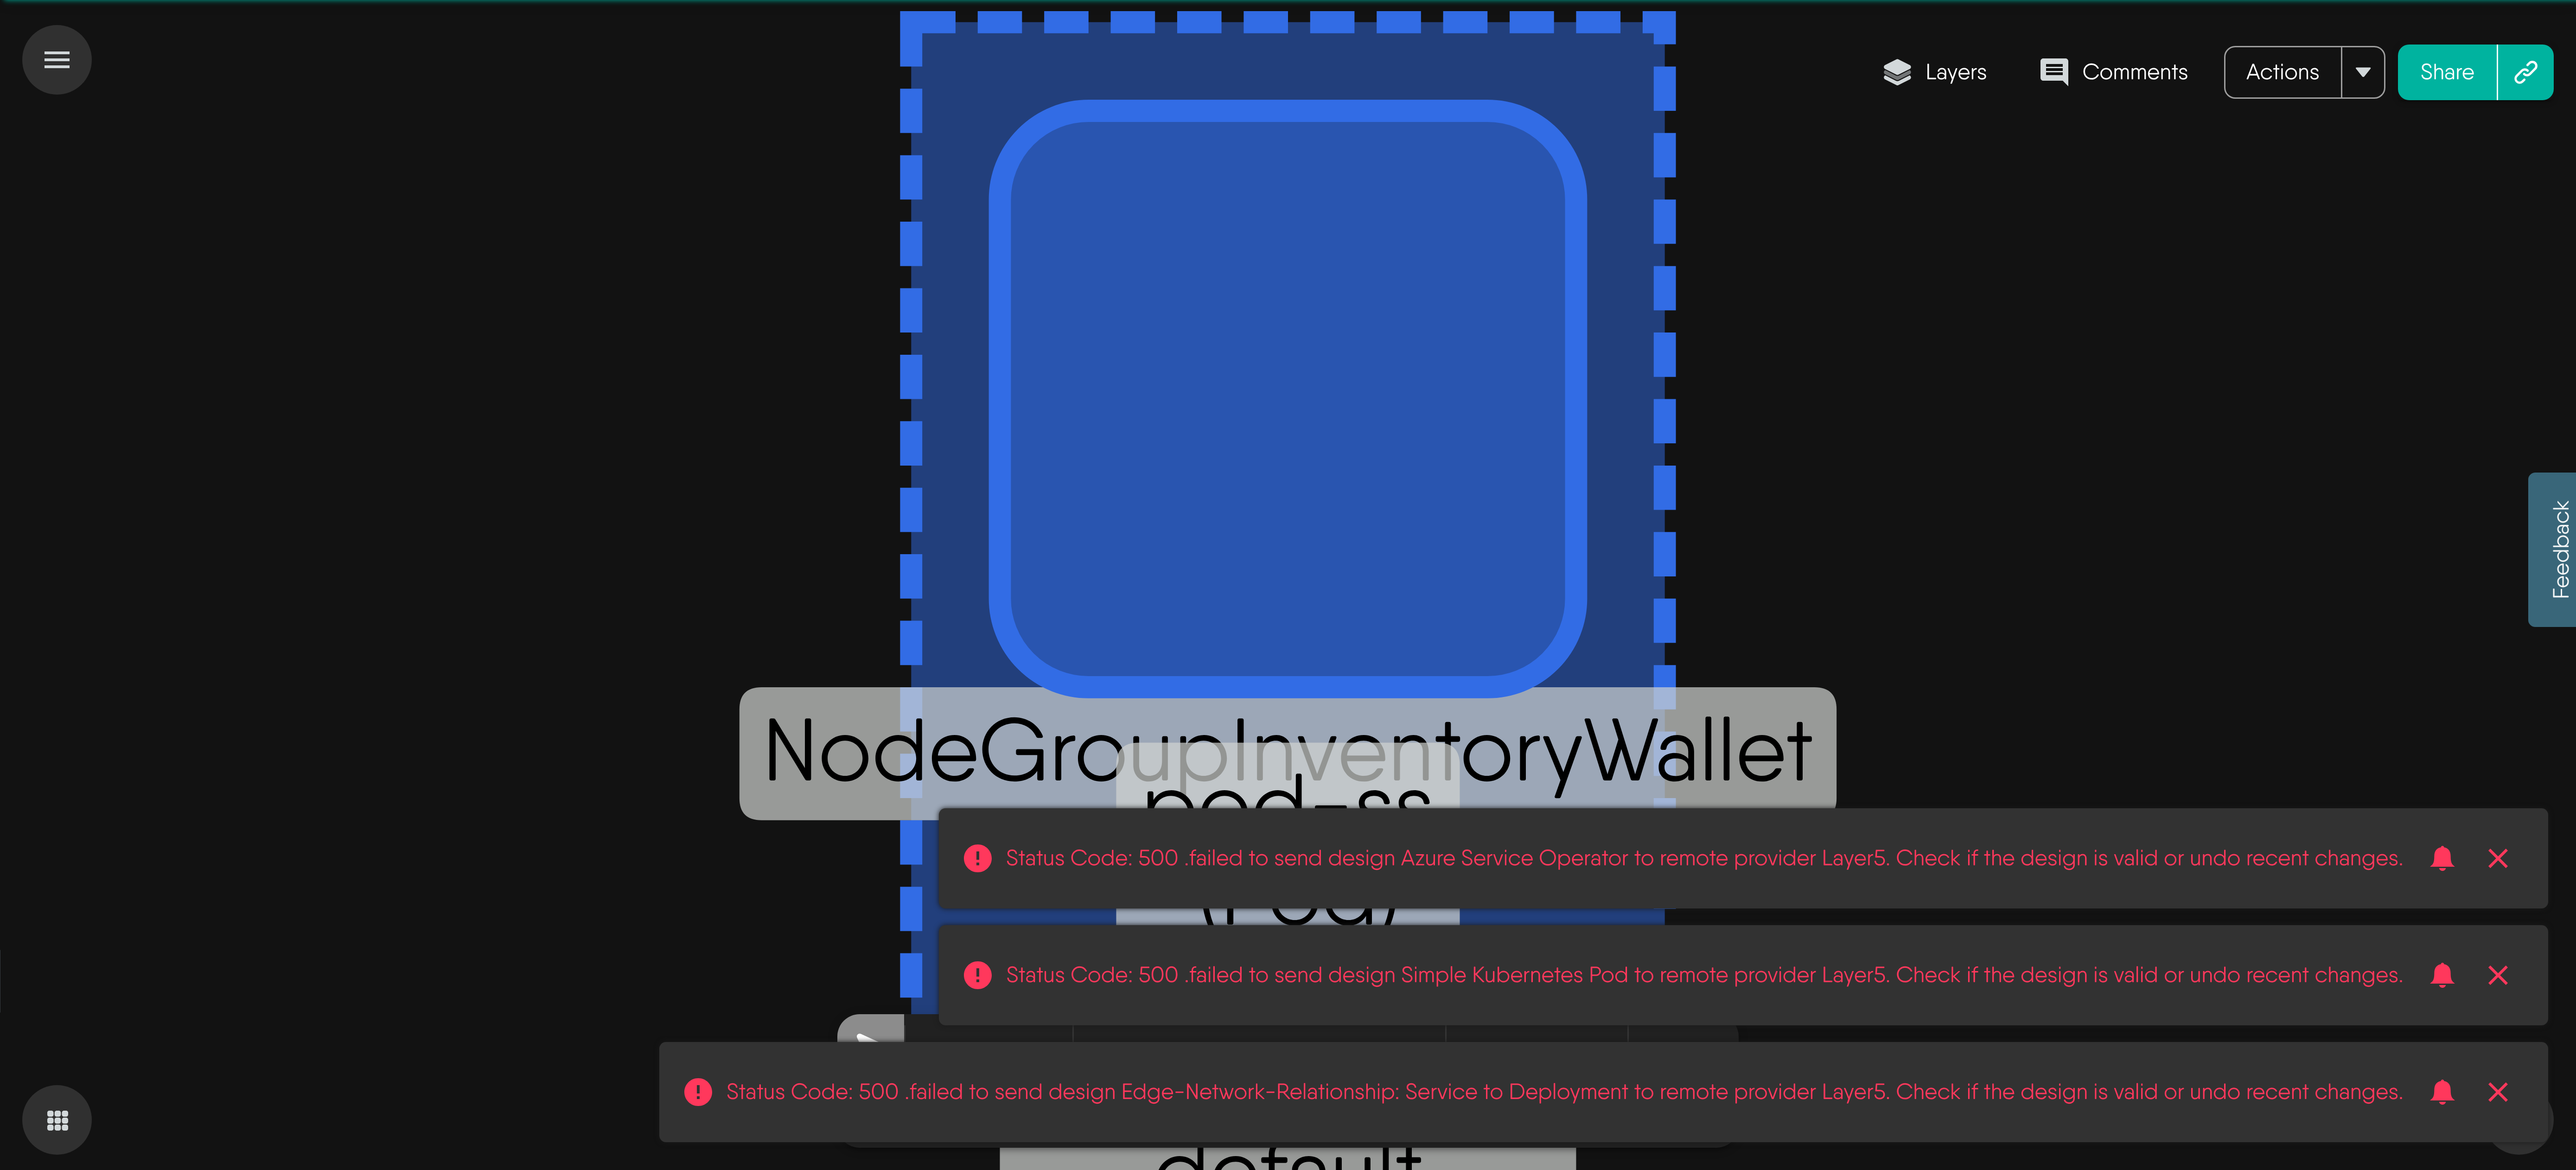 Layers
Comments
Actions
Share
Feedback
NodeGroupInventoryWallet
pod-ss
Status Code: 500 .failed to send design Azure Service Operator to remote provider Layer5. Check if the design is valid or undo recent changes.
(Pod)
Status Code: 500 .failed to send design Simple Kubernetes Pod to remote provider Layer5. Check if the design is valid or undo recent changes.
Status Code: 500 .failed to send design Edge-Network-Relationship: Service to Deployment to remote provider Layer5. Check if the design is valid or undo recent changes.
default